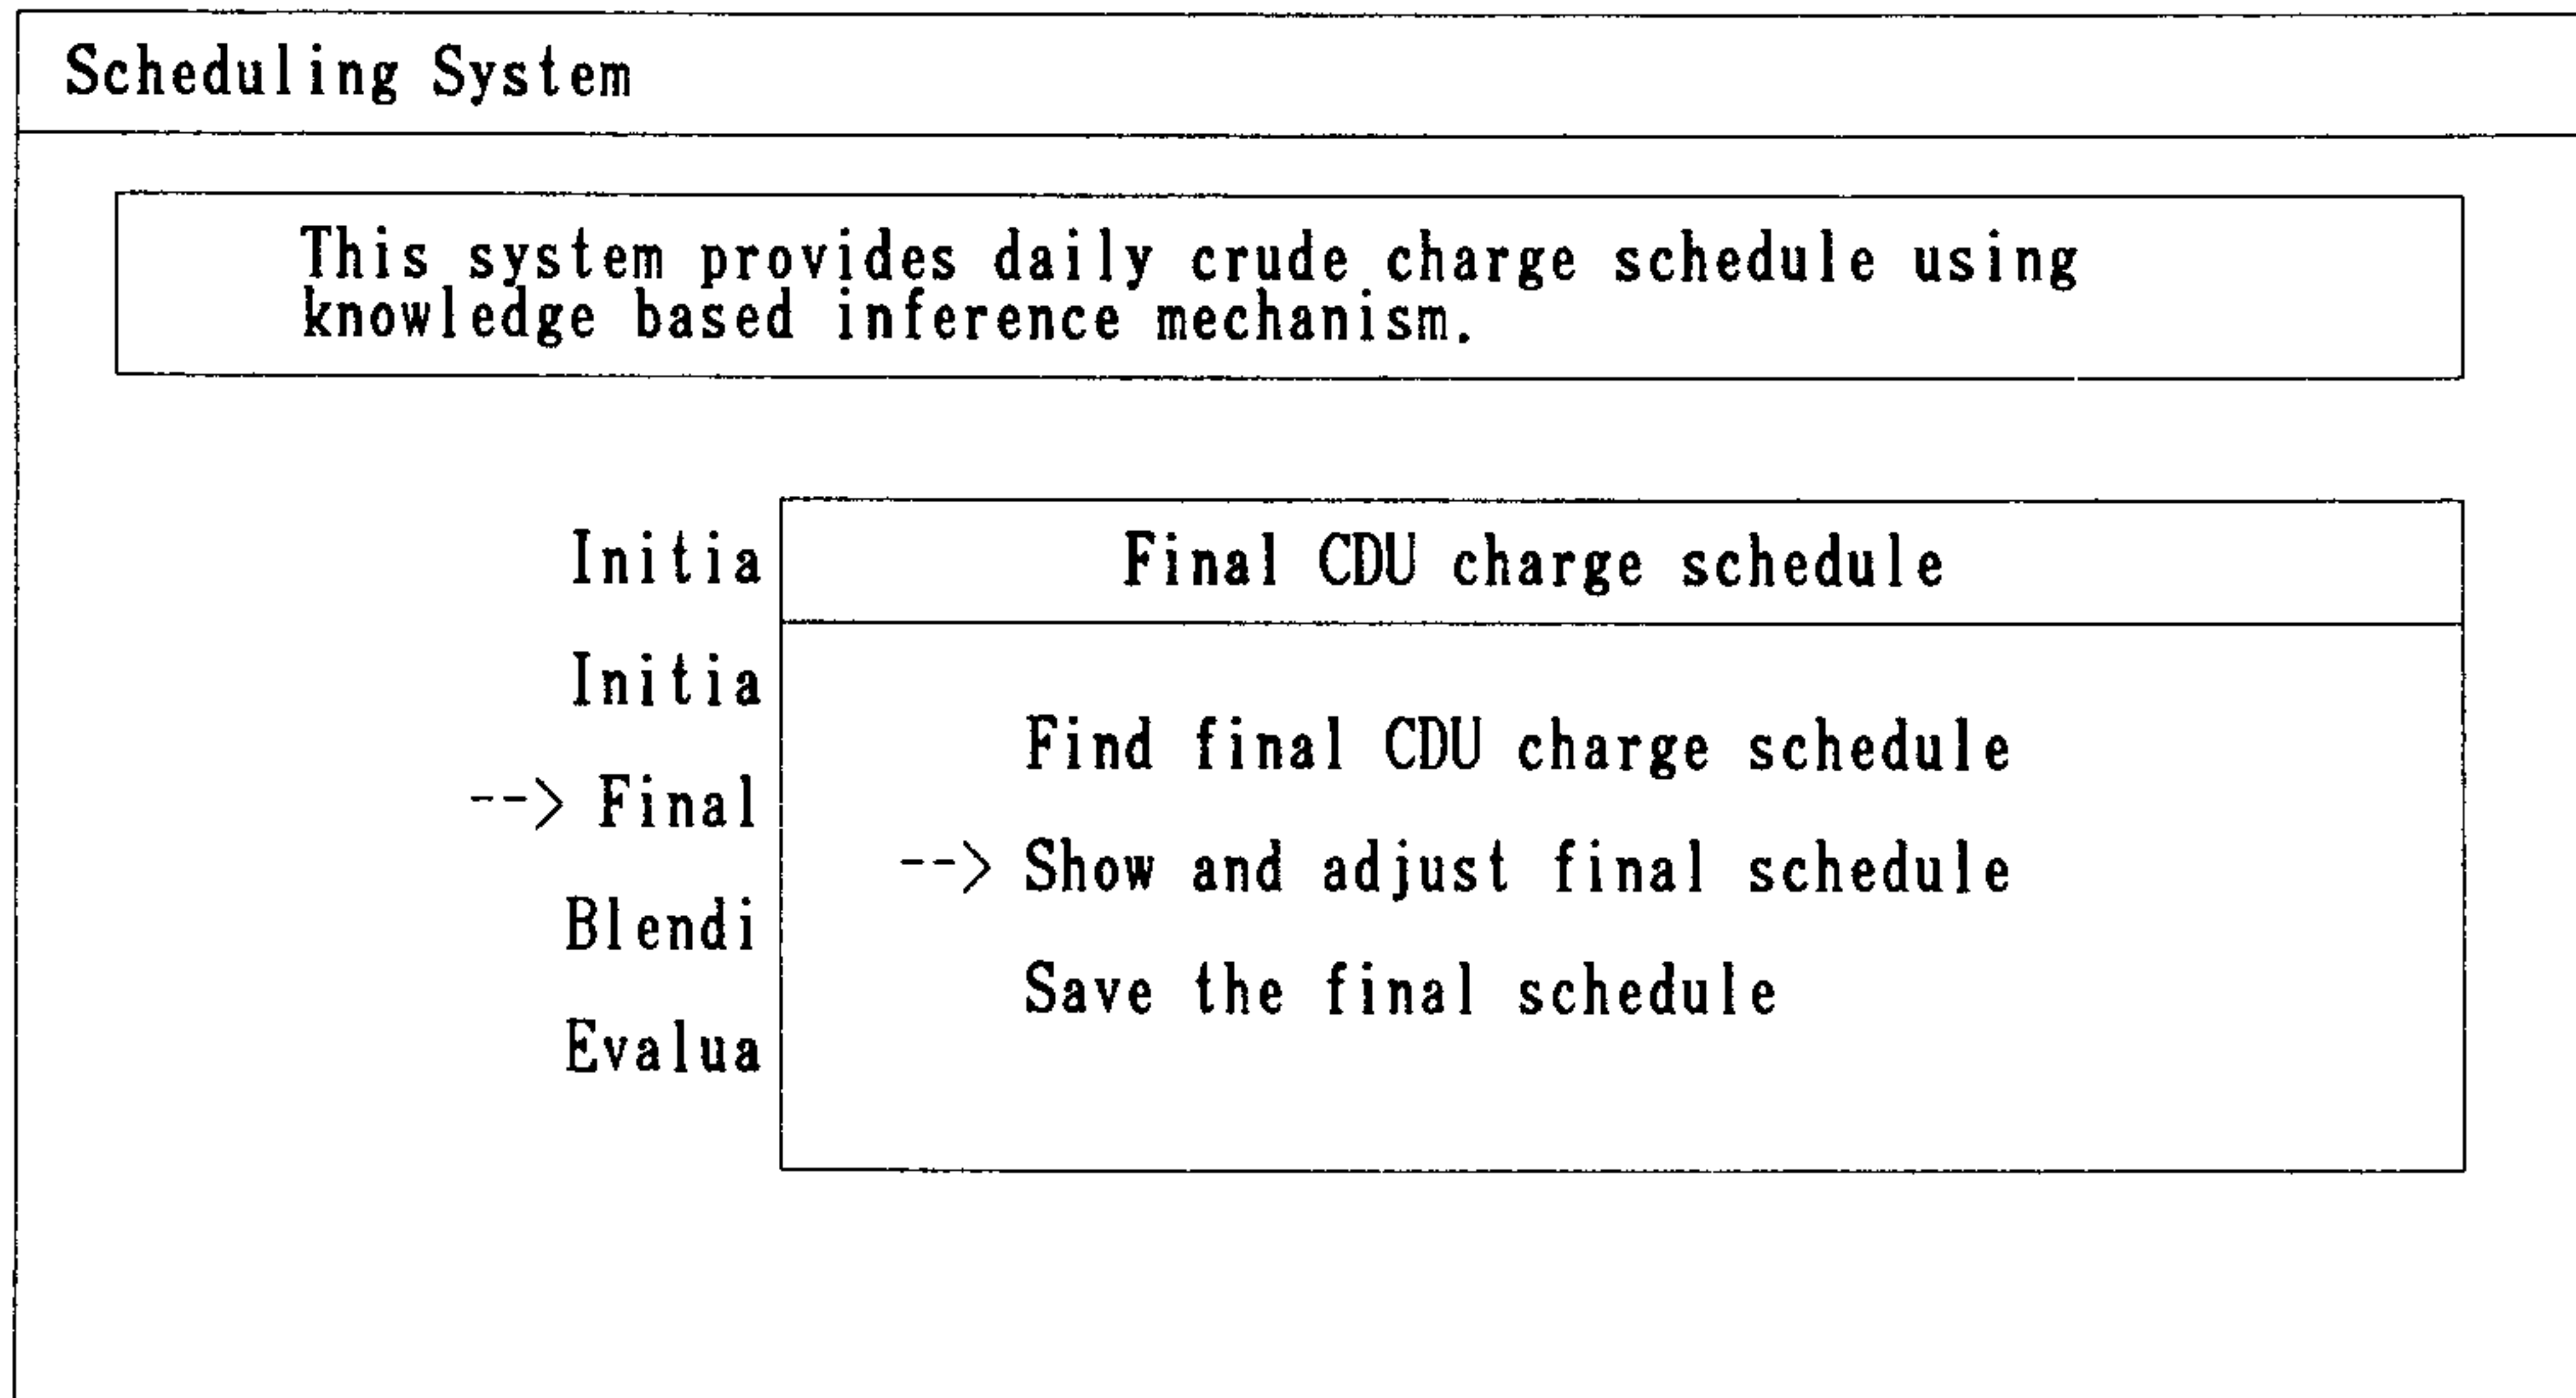 Scheduling System
This system provides daily crude charge schedule using
knowledge based inference mechanism.
Initia
Initia
--> Final
Blendi
Evalua
Final CDU charge schedule
Find final CDU charge schedule
--> Show and adjust final schedule
Save the final schedule